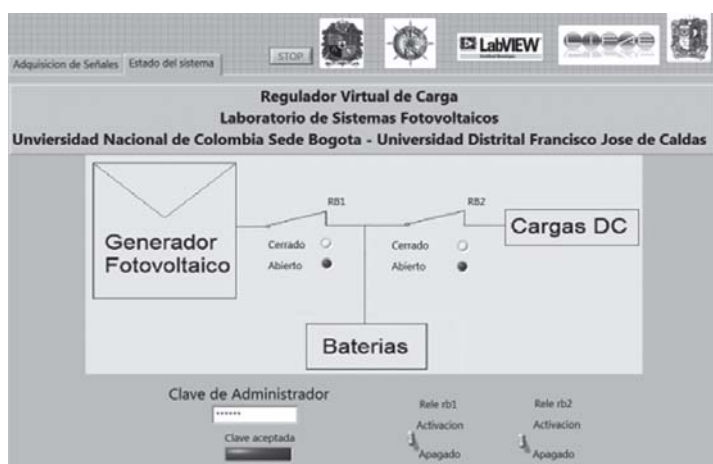 Adquisicion de Señales
Estado del sistema
STOP
LabVIEW
Regulador Virtual de Carga
Laboratorio de Sistemas Fotovoltaicos
Unviersidad Nacional de Colombia Sede Bogota - Universidad Distrital Francisco Jose de Caldas
RB1
RB2
Generador
Fotovoltaico
Cerrado
Abierto
Cerrado
Abierto
Cargas DC
Baterias
Clave de Administrador
******
Clave aceptada
Rele rb1
Activacion
Apagado
Rele rb2
Activacion
Apagado